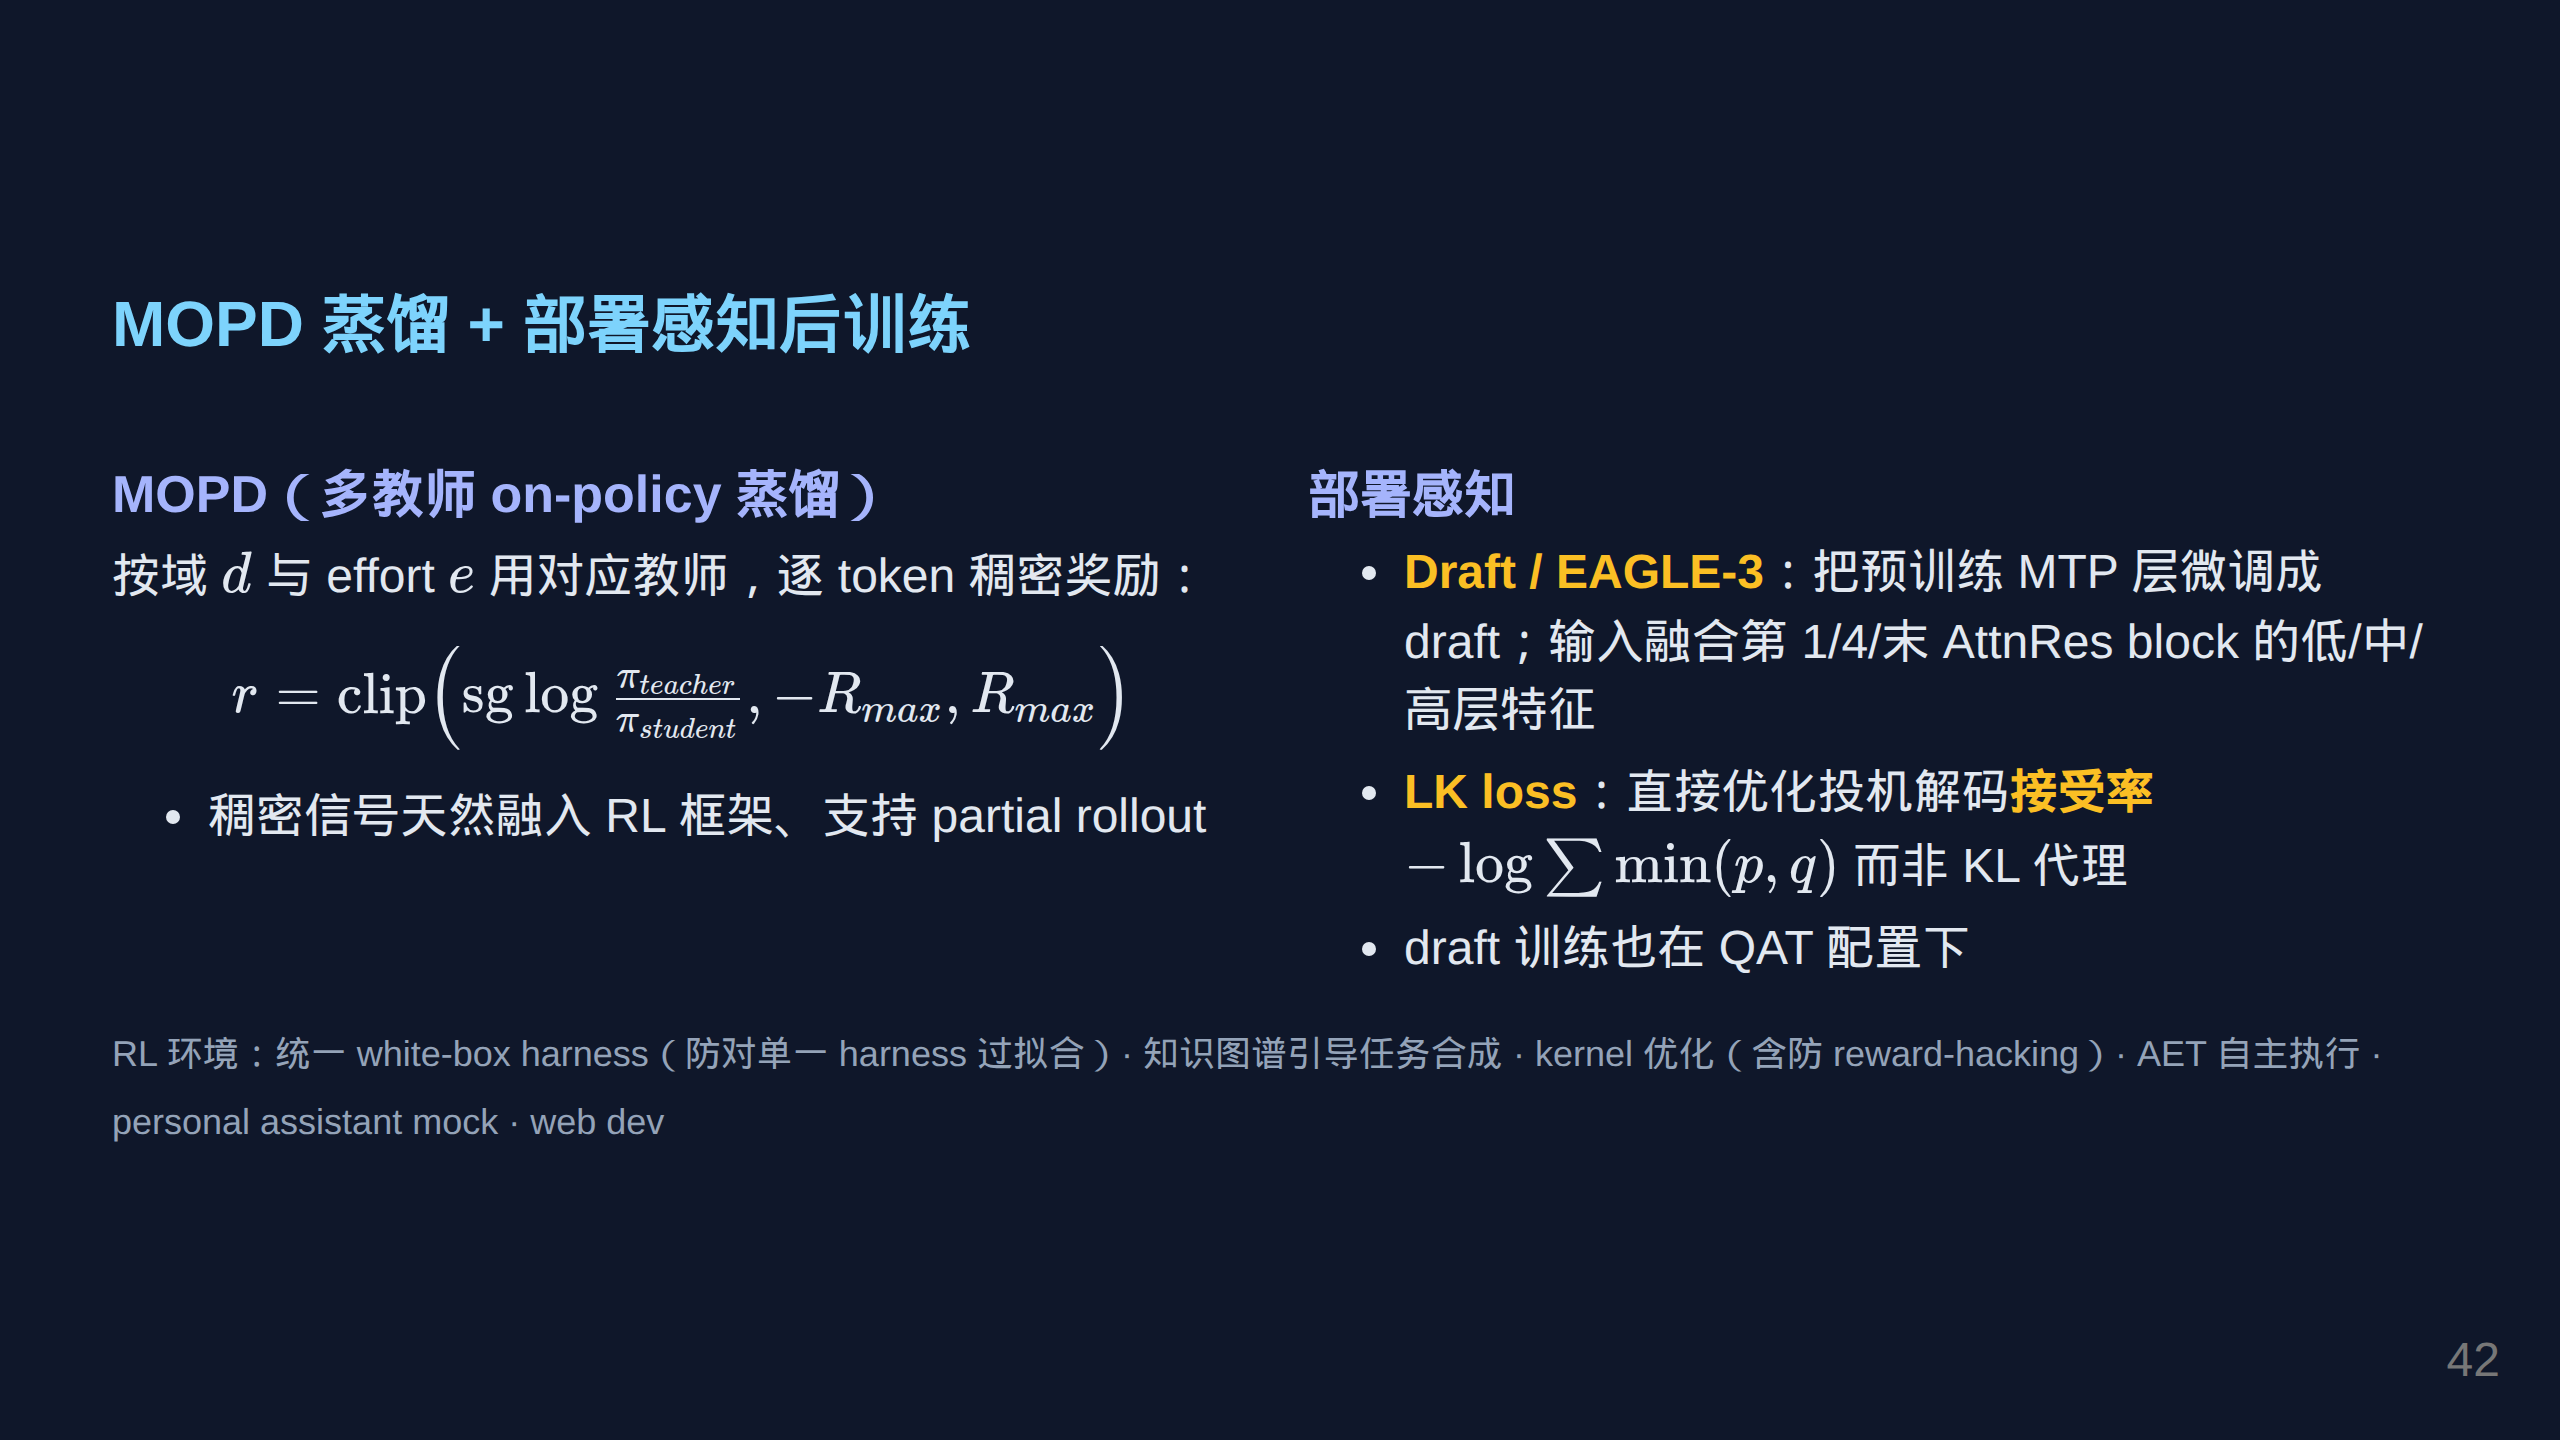 MOPD 蒸馏 + 部署感知后训练
MOPD（多教师 on-policy 蒸馏）
按域 d 与 effort e 用对应教师，逐 token 稠密奖励：
r = clip(sg log π_teacher/π_student, −R_max, R_max)
• 稠密信号天然融入 RL 框架、支持 partial rollout
部署感知
• Draft / EAGLE-3：把预训练 MTP 层微调成
draft；输入融合第 1/4/末 AttnRes block 的低/中/
高层特征
• LK loss：直接优化投机解码接受率
− log ∑ min(p, q) 而非 KL 代理
• draft 训练也在 QAT 配置下
RL 环境：统一 white-box harness（防对单一 harness 过拟合）· 知识图谱引导任务合成 · kernel 优化（含防 reward-hacking）· AET 自主执行 ·
personal assistant mock · web dev
42